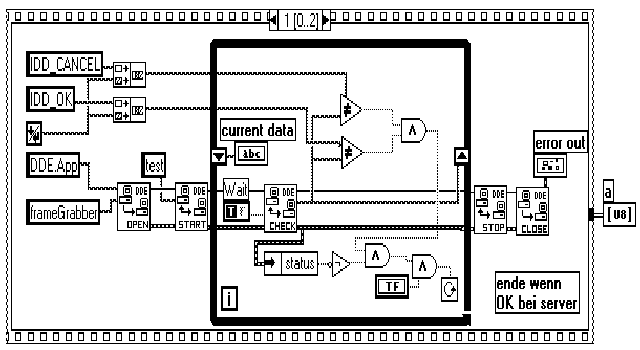 1 [0..2]
IDD_CANCEL
IDD_OK
current data
abc
error out
DDE.App
test
Wait
a
[U8]
frameGrabber
DDE
OPEN
DDE
START
T F
DDE
CHECK
DDE
STOP
DDE
CLOSE
status
TF
i
ende wenn
OK bei server